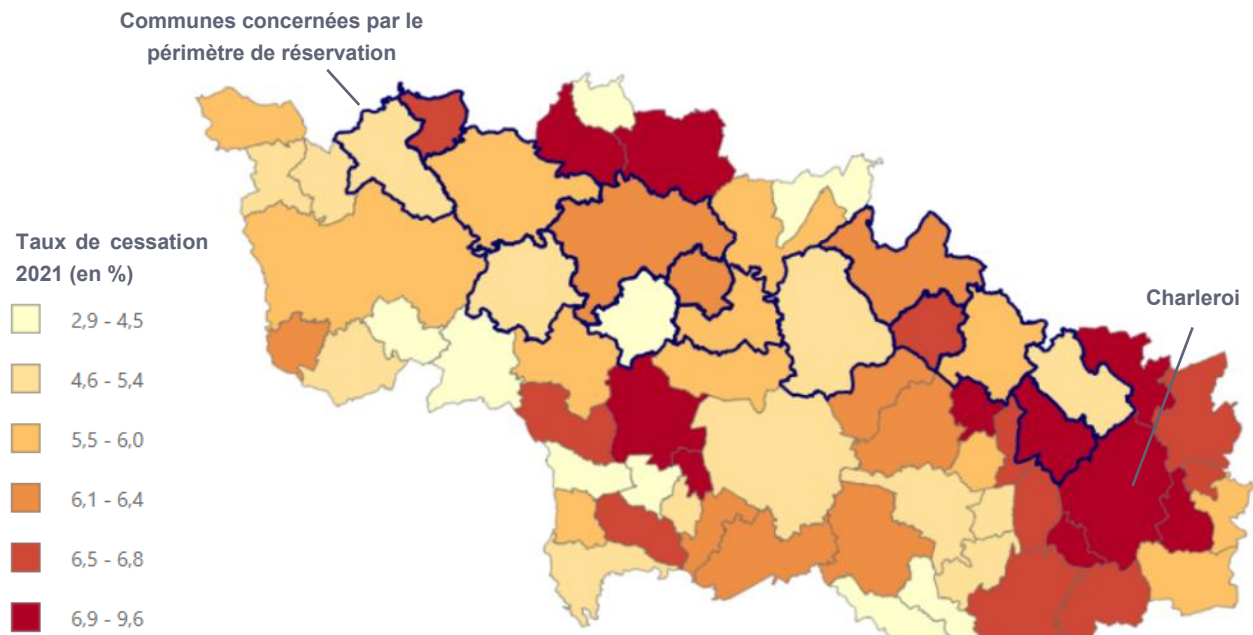 Communes concernées par le
périmètre de réservation
Taux de cessation
2021 (en %)
2,9 - 4,5
4,6 - 5,4
5,5 - 6,0
6,1 - 6,4
6,5 - 6,8
6,9 - 9,6
Charleroi